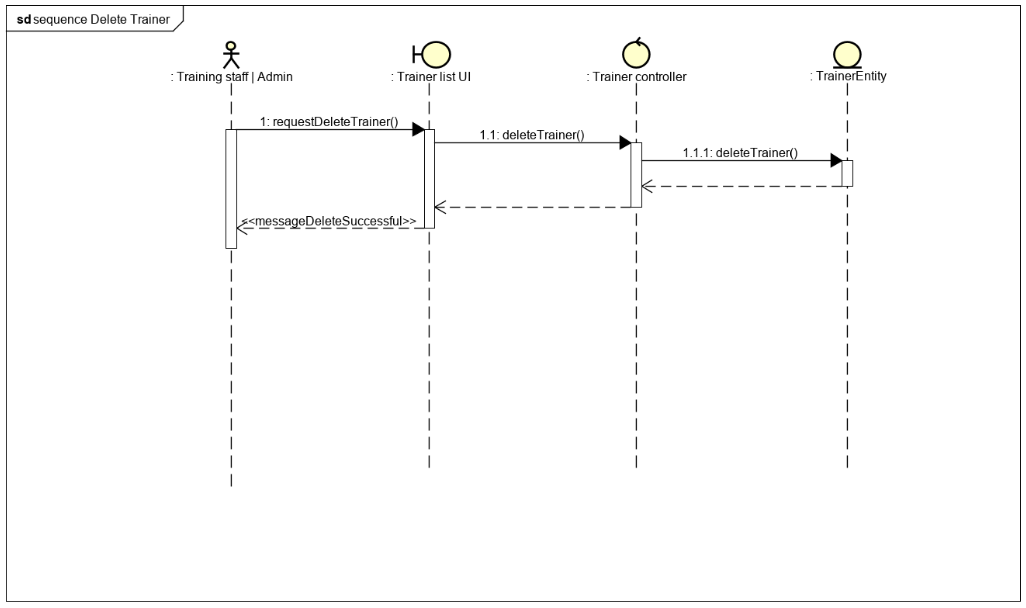 sd sequence Delete Trainer
: Training staff | Admin
: Trainer list UI
: Trainer controller
: TrainerEntity
1: requestDeleteTrainer()
1.1: deleteTrainer()
1.1.1: deleteTrainer()
<<messageDeleteSuccessful>>